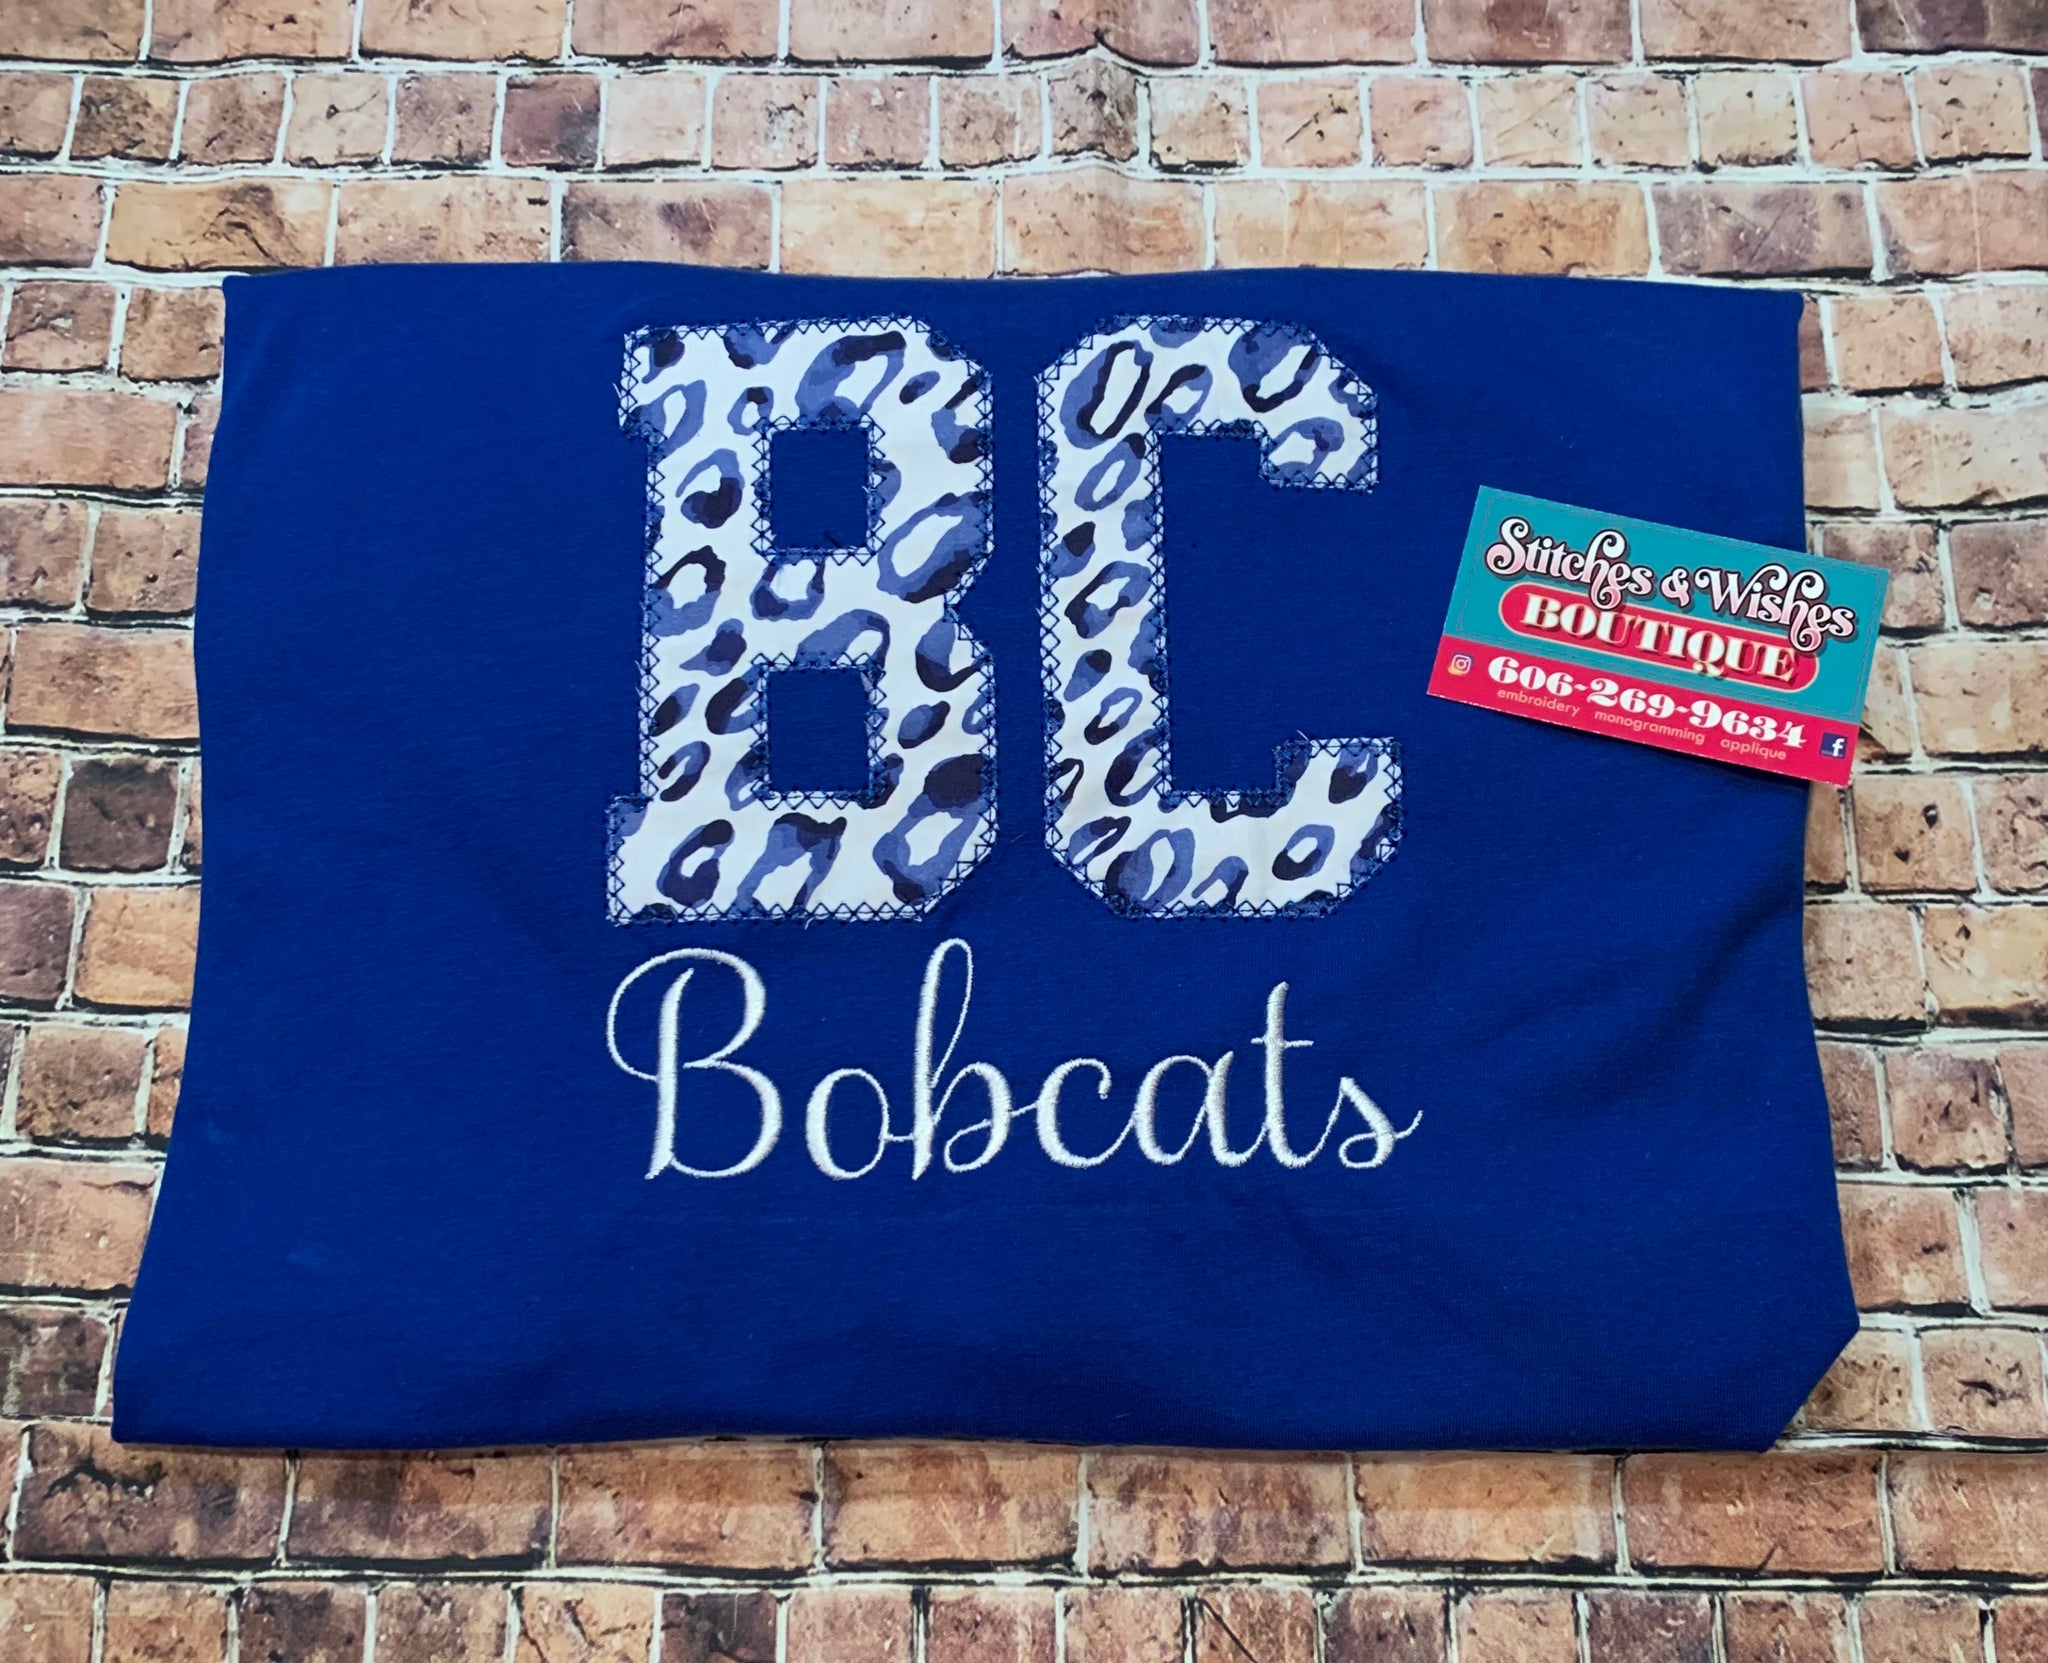 BC
Bobcats
Stitches & Wishes
BOUTIQUE
606-269-9634
embroidery monogramming applique
f